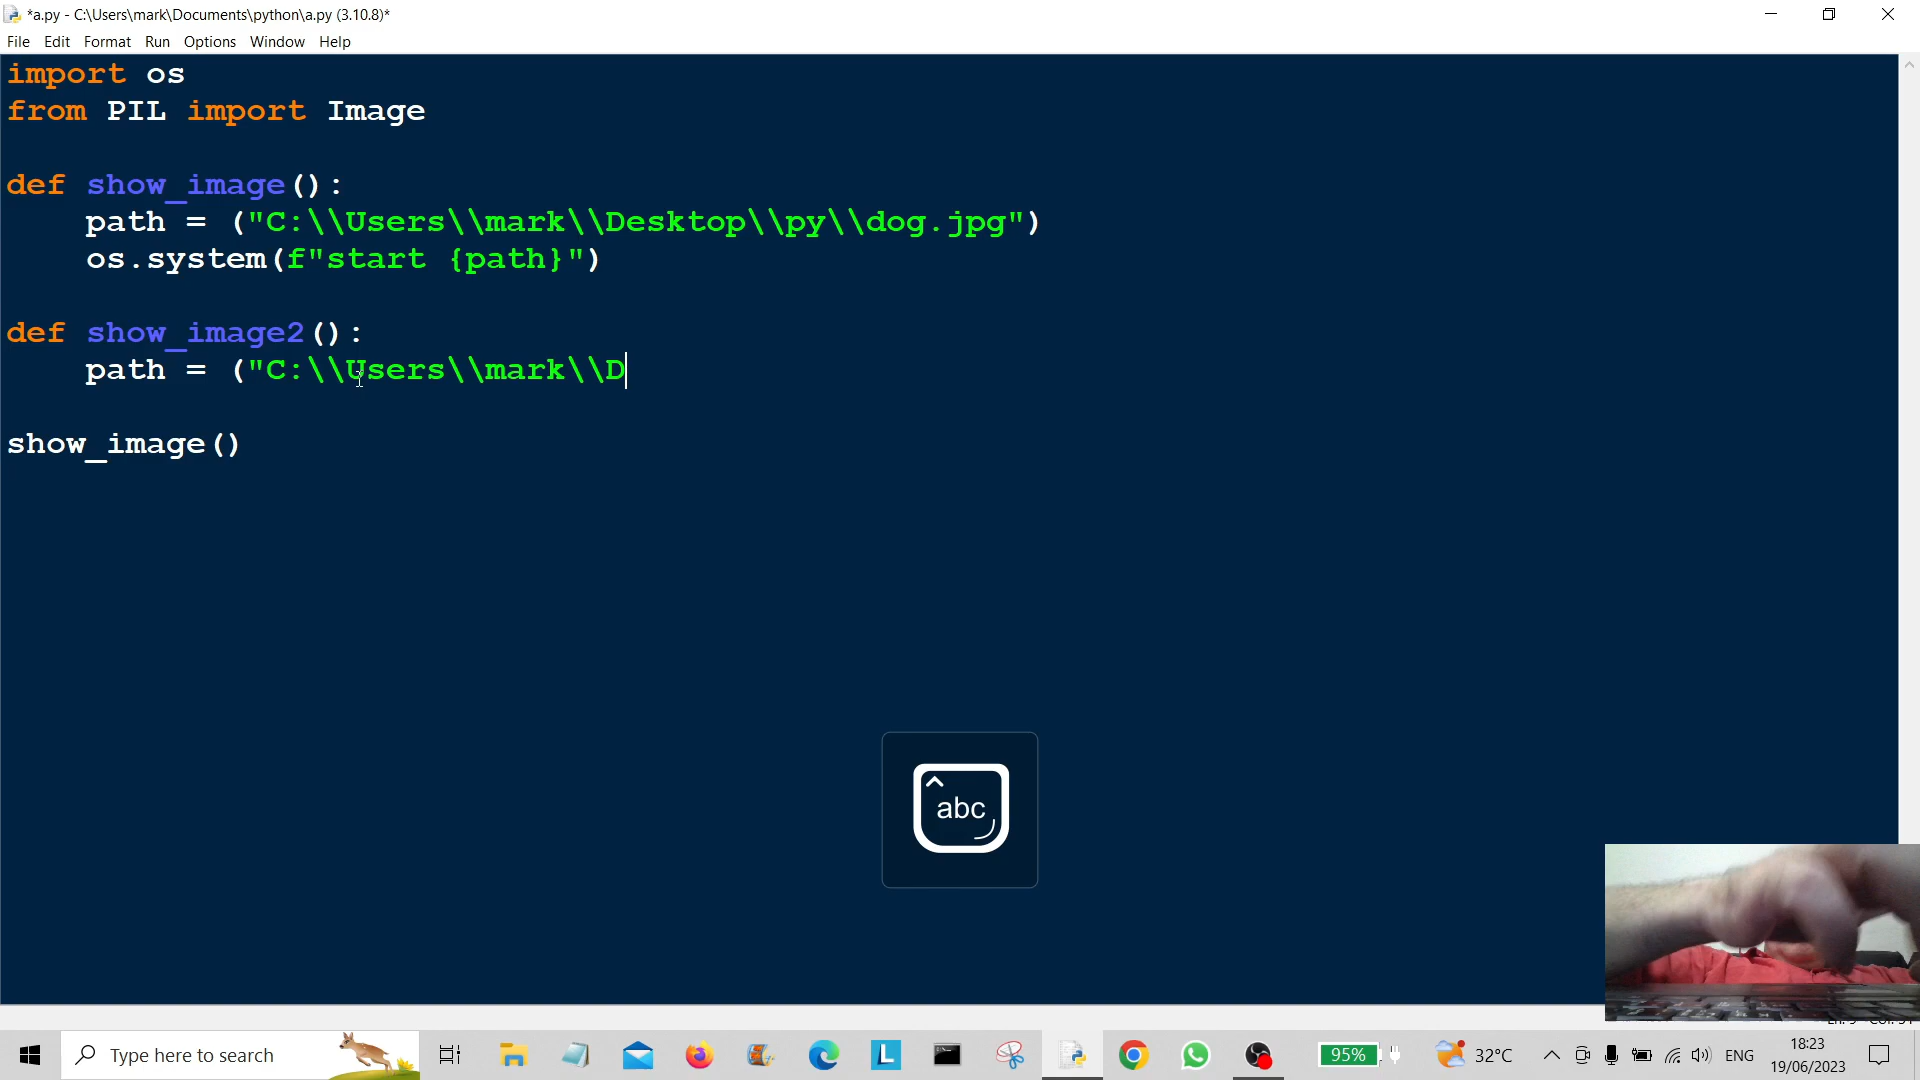 *a.py - C:\Users\mark\Documents\python\a.py (3.10.8)*
File Edit Format Run Options Window Help
import os
from PIL import Image
def show_image():
path = ("C:\\Users\\mark\\Desktop\\py\\dog.jpg")
os.system(f"start {path}")
def show_image2():
path = ("C:\\Users\\mark\\D
show_image()
abc
Type here to search
L
95%
32°C
ENG
18:23
19/06/2023